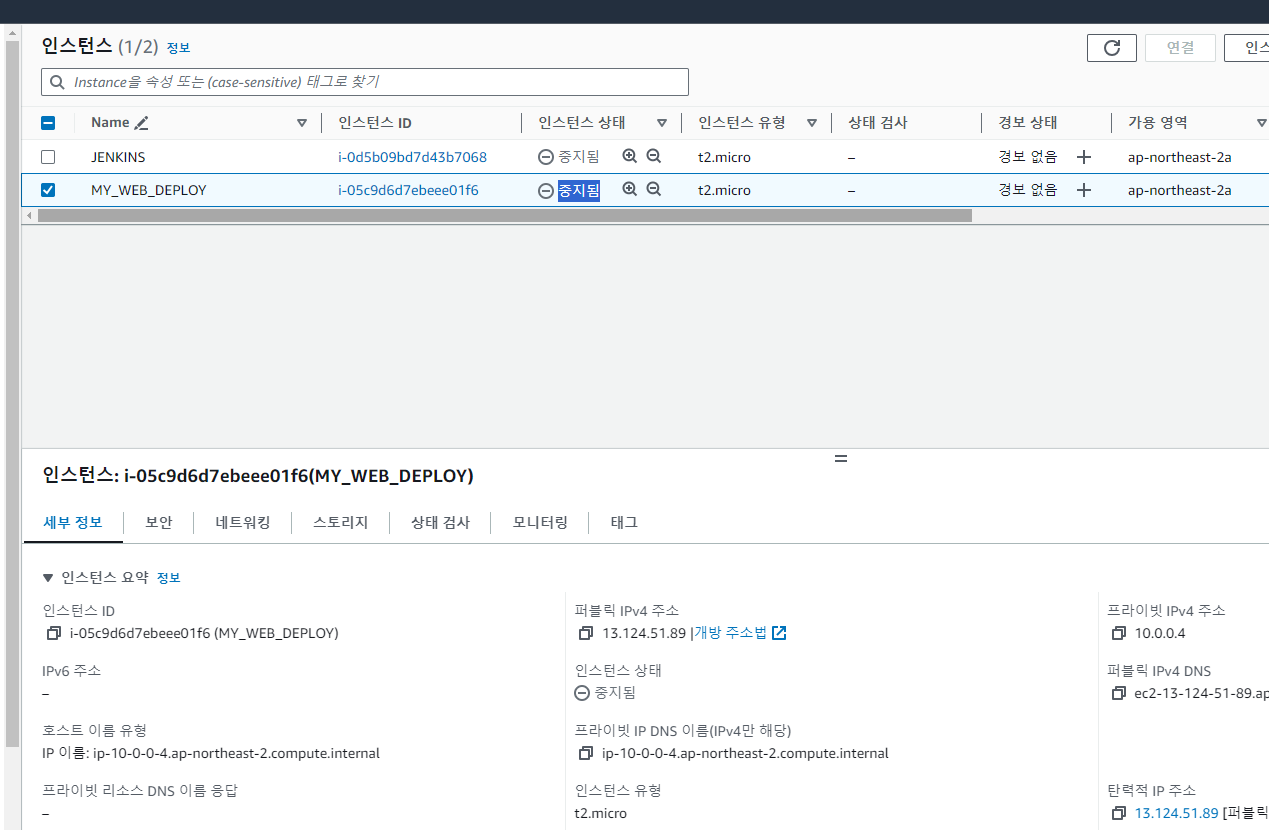 인스턴스 (1/2) 정보
연결
인스
Instance을 속성 또는 (case-sensitive) 태그로 찾기
Name 인스턴스 ID 인스턴스 상태 인스턴스 유형 상태 검사 경보 상태 가용 영역
JENKINS i-0d5b09bd7d43b7068 중지됨 t2.micro – 경보 없음 + ap-northeast-2a
MY_WEB_DEPLOY i-05c9d6d7ebeee01f6 중지됨 t2.micro – 경보 없음 + ap-northeast-2a
인스턴스: i-05c9d6d7ebeee01f6(MY_WEB_DEPLOY)
세부 정보 보안 네트워킹 스토리지 상태 검사 모니터링 태그
인스턴스 요약 정보
인스턴스 ID 퍼블릭 IPv4 주소 프라이빗 IPv4 주소
i-05c9d6d7ebeee01f6 (MY_WEB_DEPLOY) 13.124.51.89 |개방 주소법 10.0.0.4
IPv6 주소 인스턴스 상태 퍼블릭 IPv4 DNS
– 중지됨 ec2-13-124-51-89.ap
호스트 이름 유형 프라이빗 IP DNS 이름(IPv4만 해당)
IP 이름: ip-10-0-0-4.ap-northeast-2.compute.internal ip-10-0-0-4.ap-northeast-2.compute.internal
프라이빗 리소스 DNS 이름 응답 인스턴스 유형 탄력적 IP 주소
– t2.micro 13.124.51.89 [퍼블릭